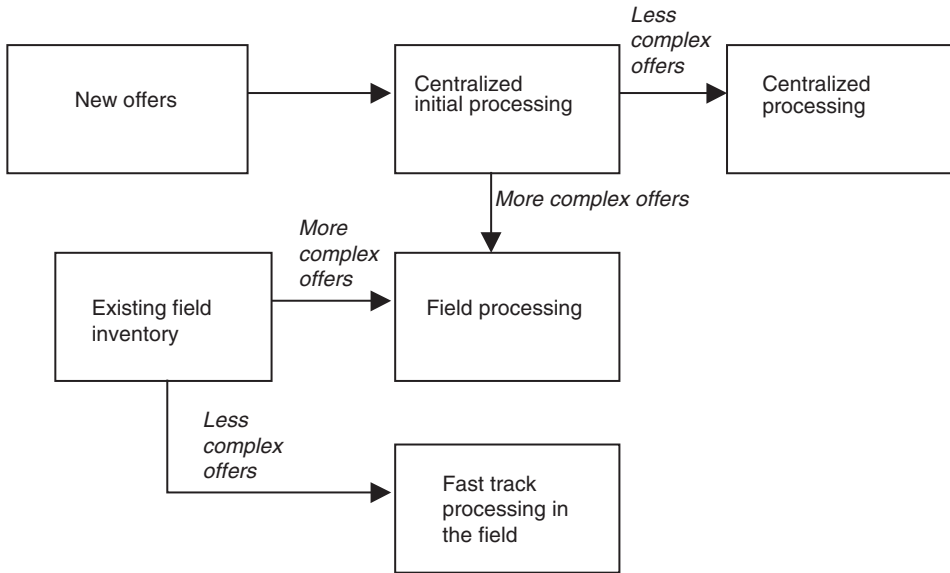 Less
complex
offers
New offers
Centralized
initial processing
Centralized
processing
More complex offers
More
complex
offers
Existing field
inventory
Field processing
Less
complex
offers
Fast track
processing in
the field